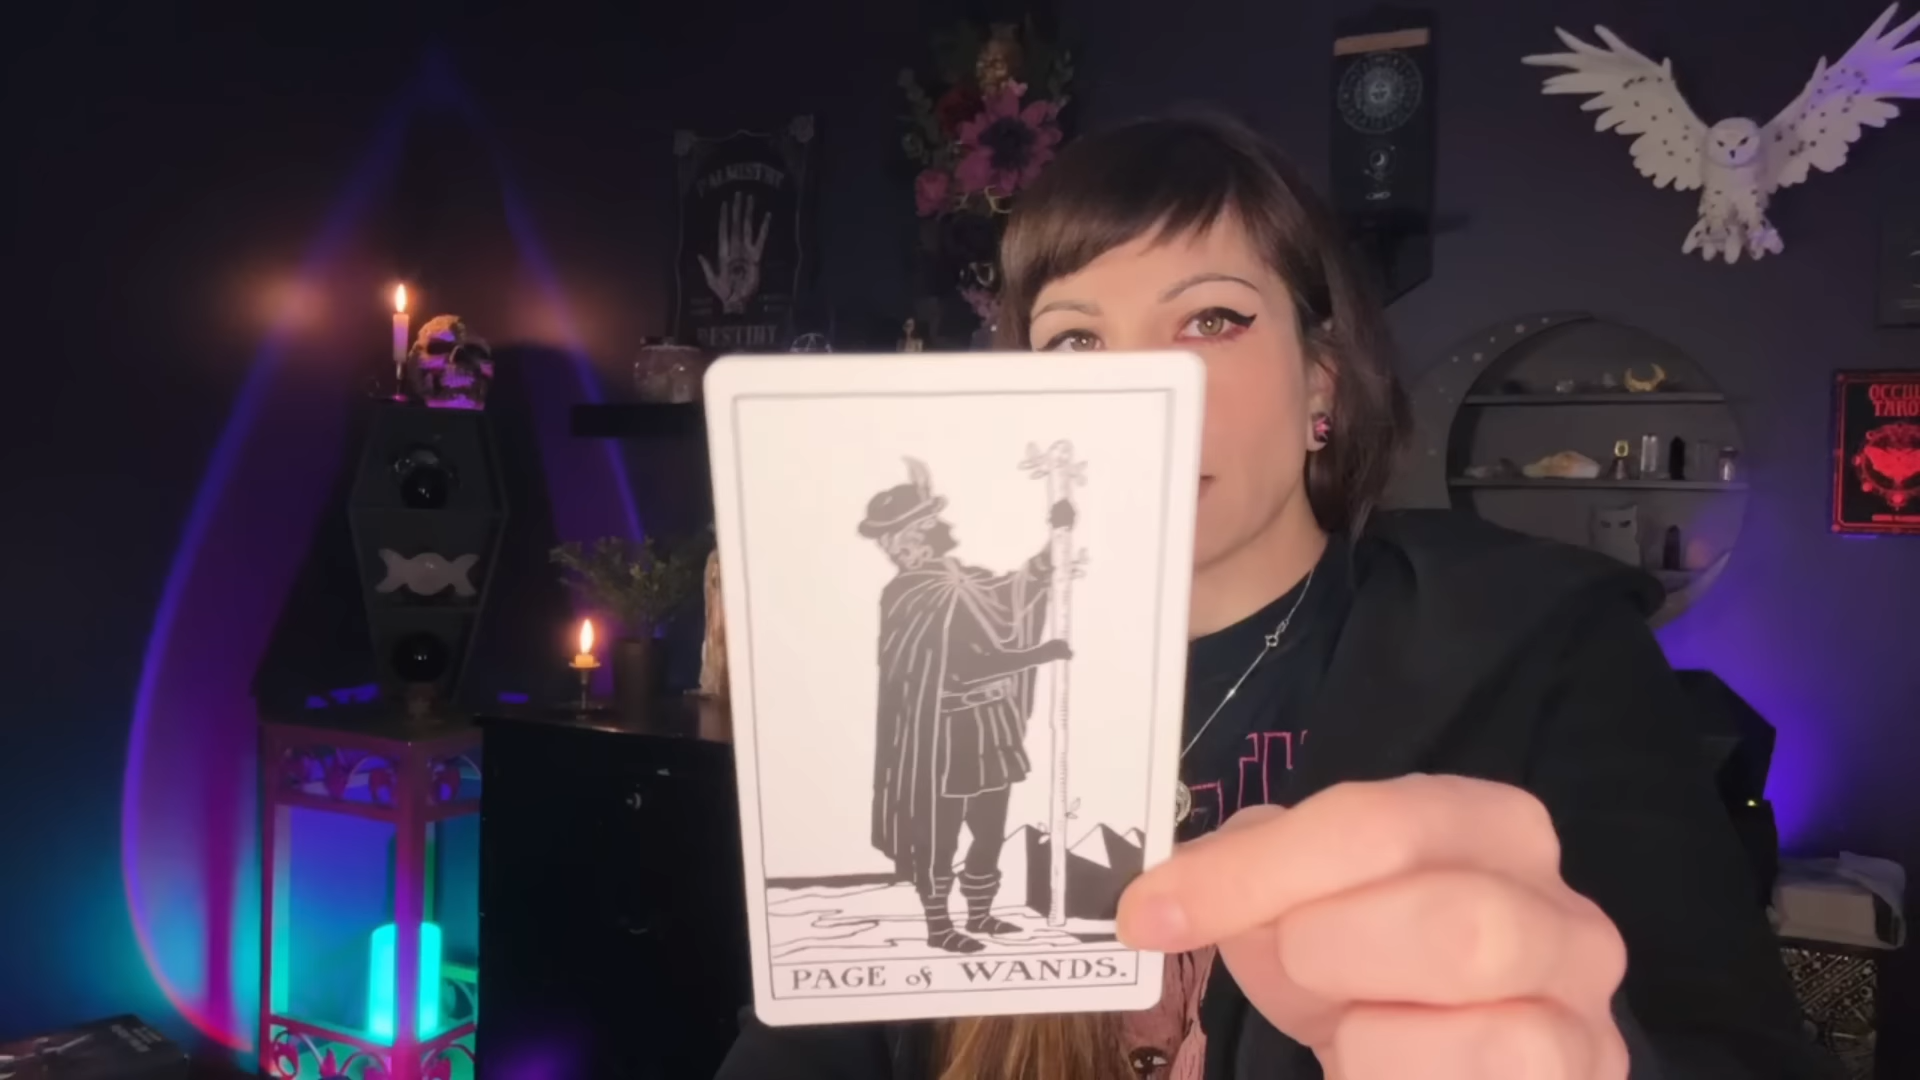 PALMISTRY
DESTINY
OCCULT
TAROT
PAGE of WANDS.